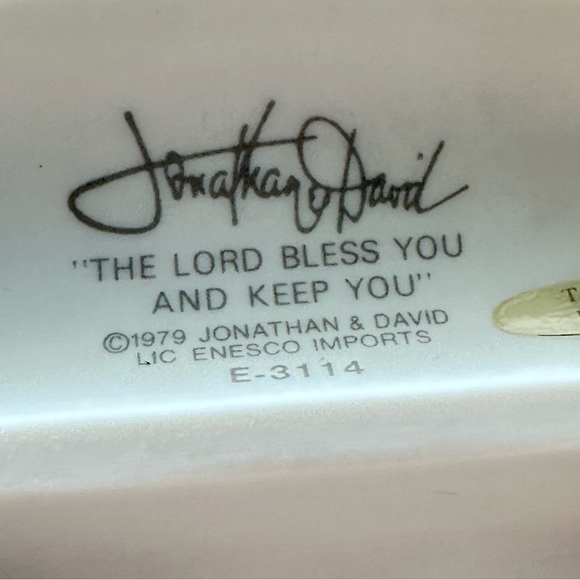 Jonathan & David
"THE LORD BLESS YOU
AND KEEP YOU"
©1979 JONATHAN & DAVID
LIC ENESCO IMPORTS
E-3114